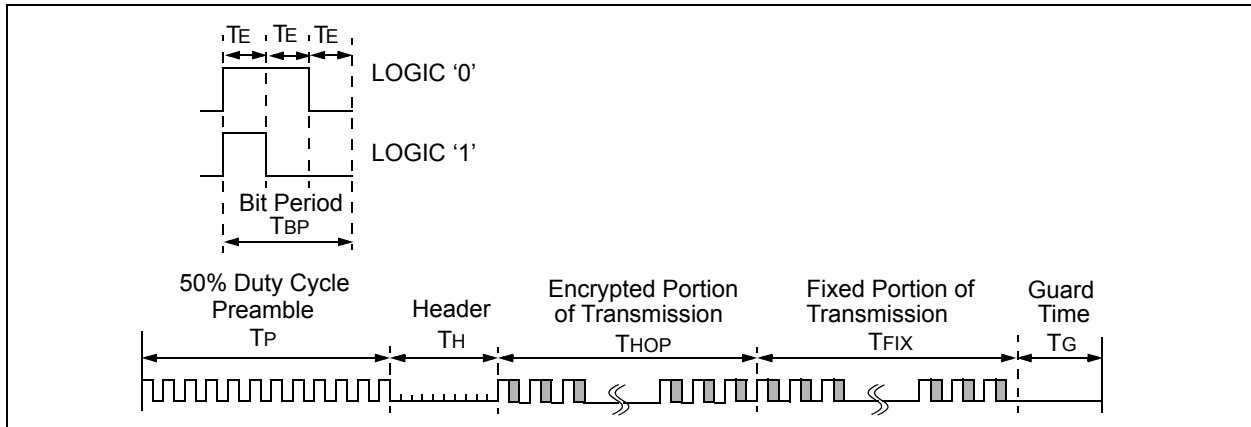 TE TE TE
LOGIC ‘0’
LOGIC ‘1’
Bit Period
TBP
50% Duty Cycle
Preamble
TP
Header
TH
Encrypted Portion
of Transmission
THOP
Fixed Portion of
Transmission
TFIX
Guard
Time
TG